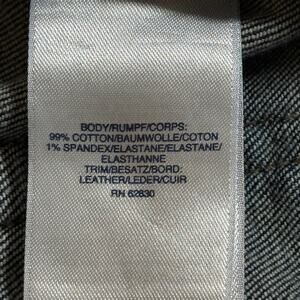 BODY/RUMPF/CORPS:
99% COTTON/BAUMWOLLE/COTON
1% SPANDEX/ELASTANE/ELASTANE/
ELASTHANNE
TRIM/BESATZ/BORD:
LEATHER/LEDER/CUIR
RN 62830